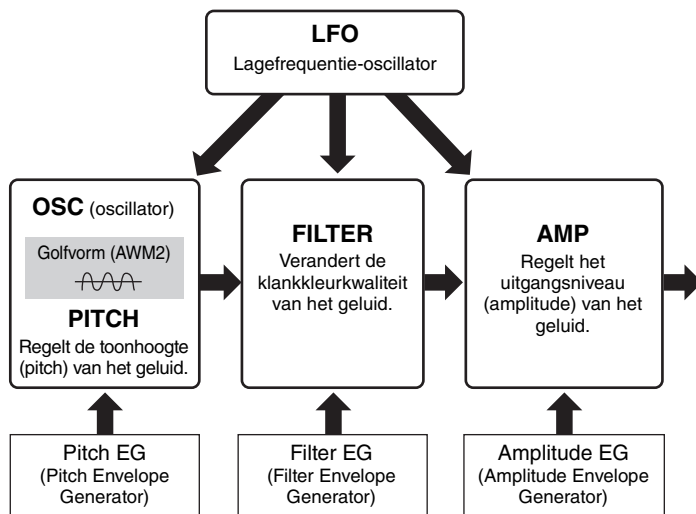 LFO
Lagefrequentie-oscillator
OSC (oscillator)
Golfvorm (AWM2)
PITCH
Regelt de toonhoogte
(pitch) van het geluid.
FILTER
Verandert de
klankkleurkwaliteit
van het geluid.
AMP
Regelt het
uitgangsniveau
(amplitude) van het
geluid.
Pitch EG
(Pitch Envelope
Generator)
Filter EG
(Filter Envelope
Generator)
Amplitude EG
(Amplitude Envelope
Generator)